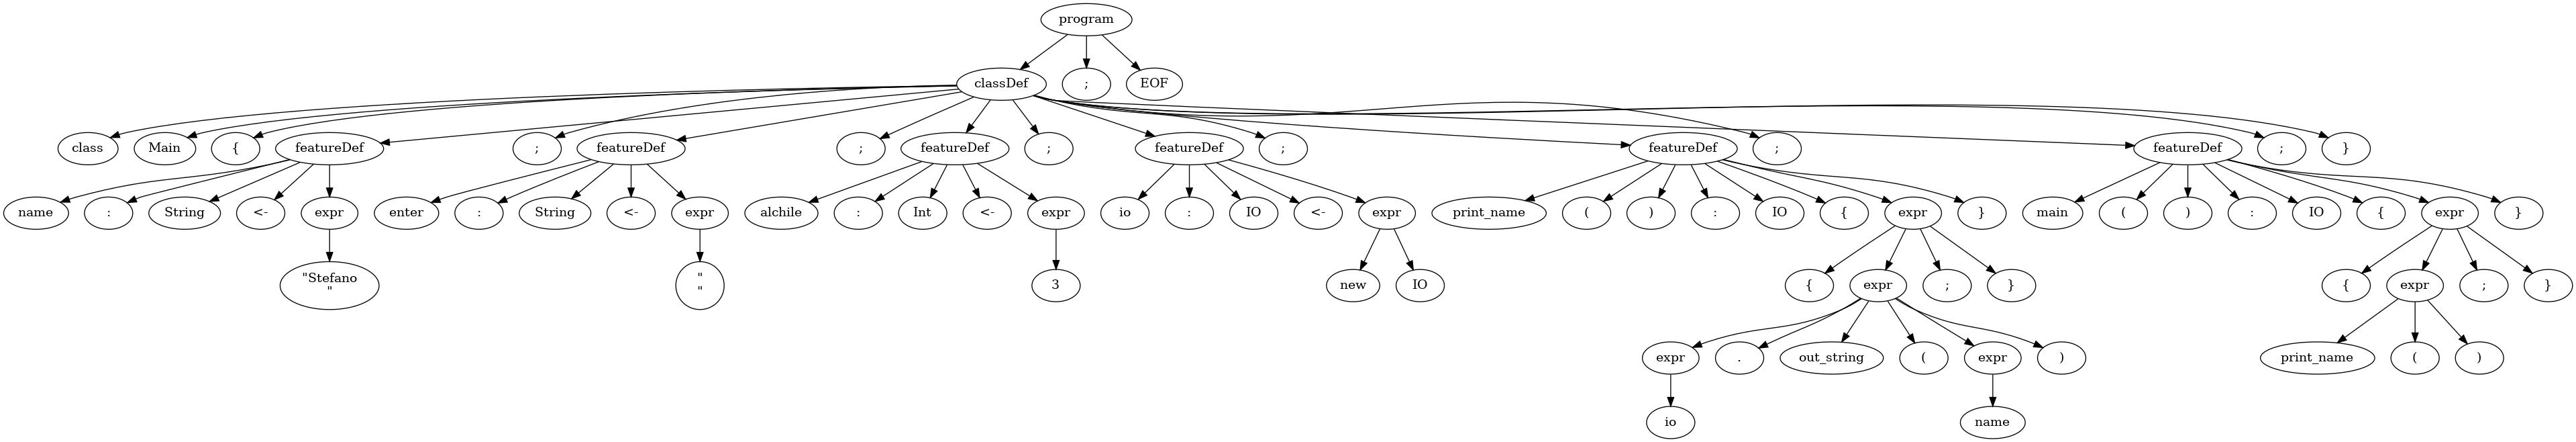 program
classDef
;
EOF
class
Main
{
featureDef
;
featureDef
;
featureDef
;
featureDef
;
featureDef
;
featureDef
;
}
name
:
String
<-
expr
enter
:
String
<-
expr
alchile
:
Int
<-
expr
io
:
IO
<-
expr
print_name
(
)
:
IO
{
expr
}
main
(
)
:
IO
{
expr
}
"Stefano
"
"
"
3
new
IO
{
expr
;
}
{
expr
;
}
expr
.
out_string
(
expr
)
print_name
(
)
io
name